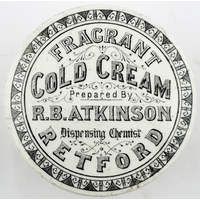 FRAGRANT
COLD CREAM
Prepared By
R.B. ATKINSON
Dispensing Chemist
RETFORD